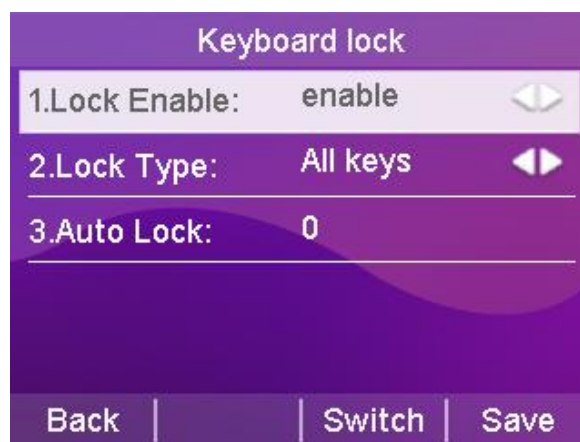 Keyboard lock
1.Lock Enable: enable
2.Lock Type: All keys
3.Auto Lock: 0
Back Switch Save